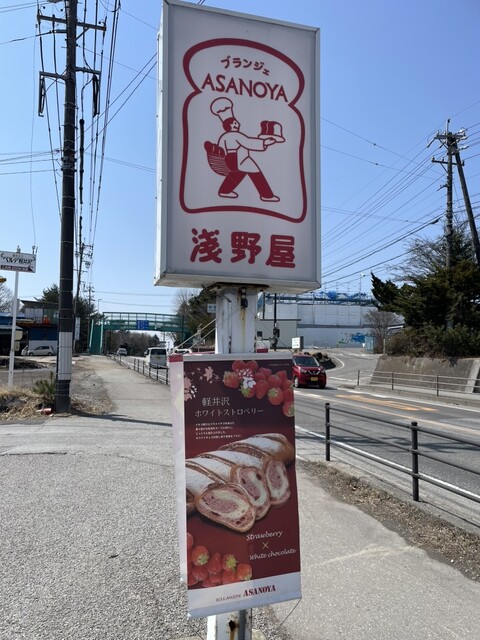 ブランジェ
ASANOYA
浅野屋
軽井沢
ホワイトストロベリー
Strawberry
×
White chocolate
BOULANGERIE ASANOYA